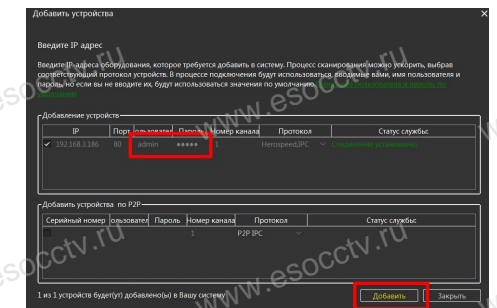 Добавить устройства
Введите IP адрес
Введите IP-адреса оборудования, которое требуется добавить в систему. Процесс сканирования можно ускорить, выбрав
соответствующий протокол устройств. В процессе подключения будут использоваться, вводимые вами, имя пользователя и
пароль, но если вы не введите их, будут использоваться значения по умолчанию.
Добавление устройств
IP Порт ользовател Пароль Номер канала Протокол Статус службы:
192.168.3.186 80 admin ●●●●● 1 Herospeed,IPC Соединение установлено
Добавить устройства по P2P
Серийный номер ользовател Пароль Номер канала Протокол Статус службы:
1 P2P IPC
1 из 1 устройств будет(ут) добавлено(ы) в Вашу систему
Добавить Закрыть
www.esocctv.ru